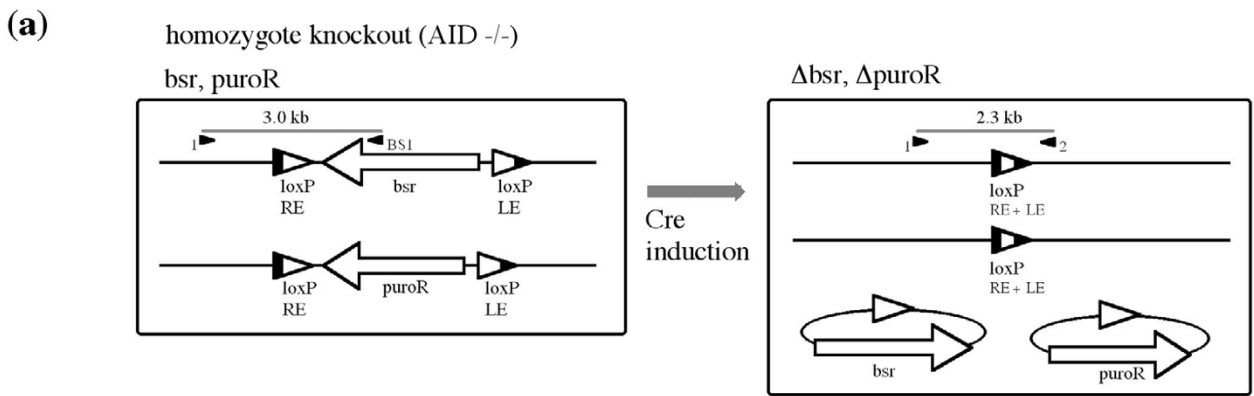 (a)
homozygote knockout (AID -/-)
bsr, puroR
3.0 kb
1
BS1
loxP
RE
bsr
loxP
LE
loxP
RE
puroR
loxP
LE
Cre
induction
Δbsr, ΔpuroR
2.3 kb
1
2
loxP
RE + LE
loxP
RE + LE
bsr
puroR